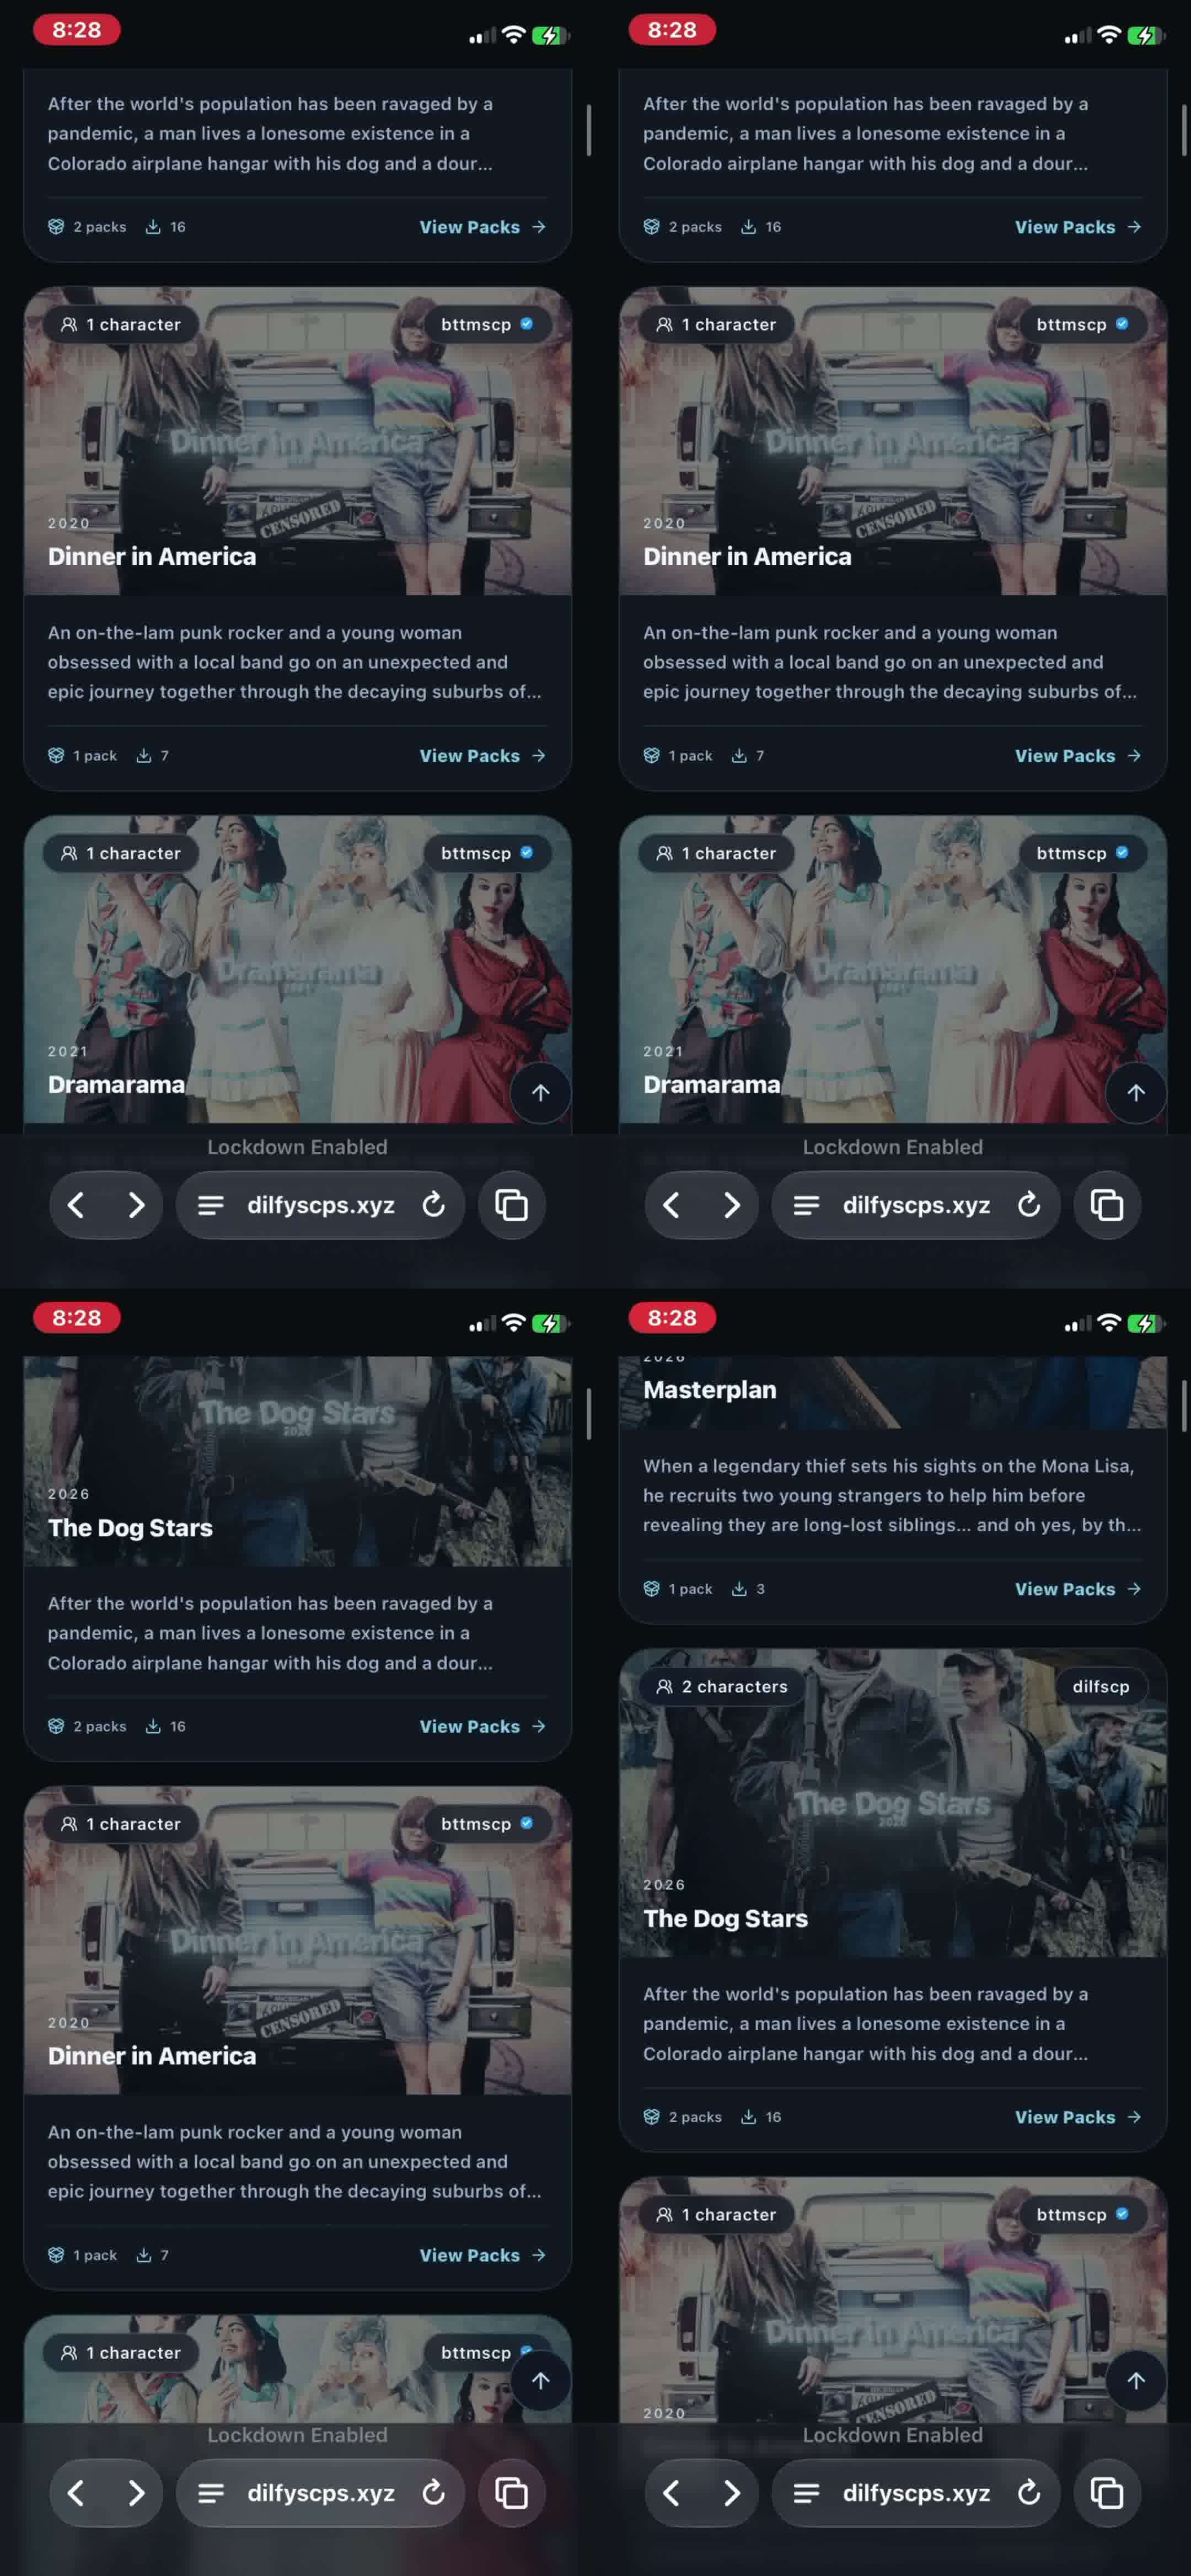 8:28
After the world's population has been ravaged by a
pandemic, a man lives a lonesome existence in a
Colorado airplane hangar with his dog and a dour...
2 packs 16 View Packs
1 character bttmscp
Dinner in America
CENSORED
2020
Dinner in America
An on-the-lam punk rocker and a young woman
obsessed with a local band go on an unexpected and
epic journey together through the decaying suburbs of...
1 pack 7 View Packs
1 character bttmscp
Dramarama
2021
Dramarama
Lockdown Enabled
dilfyscps.xyz
8:28
After the world's population has been ravaged by a
pandemic, a man lives a lonesome existence in a
Colorado airplane hangar with his dog and a dour...
2 packs 16 View Packs
1 character bttmscp
Dinner in America
CENSORED
2020
Dinner in America
An on-the-lam punk rocker and a young woman
obsessed with a local band go on an unexpected and
epic journey together through the decaying suburbs of...
1 pack 7 View Packs
1 character bttmscp
Dramarama
2021
Dramarama
Lockdown Enabled
dilfyscps.xyz
8:28
The Dog Stars
2026
2026
The Dog Stars
After the world's population has been ravaged by a
pandemic, a man lives a lonesome existence in a
Colorado airplane hangar with his dog and a dour...
2 packs 16 View Packs
1 character bttmscp
Dinner in America
CENSORED
2020
Dinner in America
An on-the-lam punk rocker and a young woman
obsessed with a local band go on an unexpected and
epic journey together through the decaying suburbs of...
1 pack 7 View Packs
1 character bttmscp
Lockdown Enabled
dilfyscps.xyz
8:28
2026
Masterplan
When a legendary thief sets his sights on the Mona Lisa,
he recruits two young strangers to help him before
revealing they are long-lost siblings... and oh yes, by th...
1 pack 3 View Packs
2 characters dilfscp
The Dog Stars
2026
2026
The Dog Stars
After the world's population has been ravaged by a
pandemic, a man lives a lonesome existence in a
Colorado airplane hangar with his dog and a dour...
2 packs 16 View Packs
1 character bttmscp
Dinner in America
CENSORED
2020
Lockdown Enabled
dilfyscps.xyz